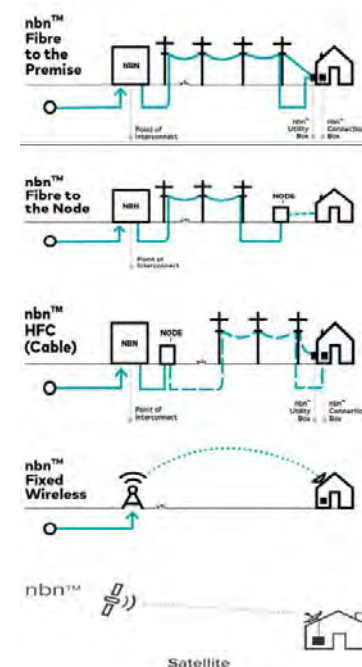 nbn™
Fibre
to the
Premise
NBN
Point of
Interconnect
nbn™
Utility
Box
nbn™
Connection
Box
nbn™
Fibre to
the Node
NBN
NODE
Point of
Interconnect
nbn™
HFC
(Cable)
NBN
NODE
Point of
Interconnect
nbn™
Utility
Box
nbn™
Connection
Box
nbn™
Fixed
Wireless
nbn™
Satellite